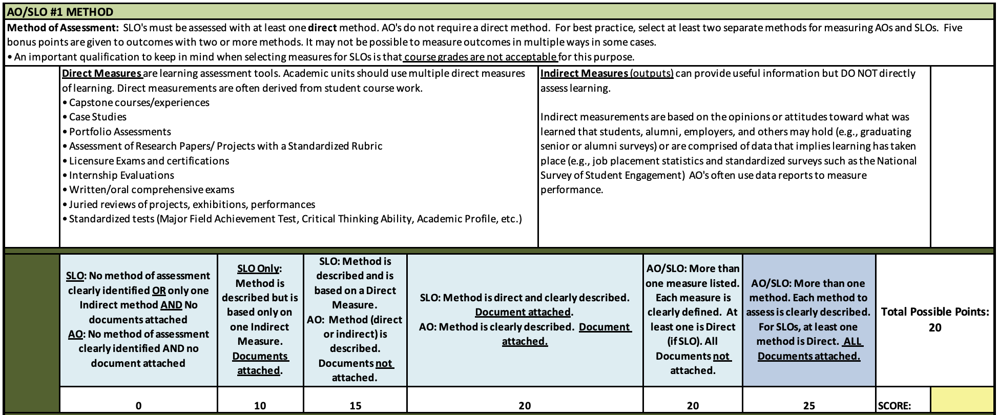 AO/SLO #1 METHOD
Method of Assessment: SLO's must be assessed with at least one direct method. AO's do not require a direct method. For best practice, select at least two separate methods for measuring AOs and SLOs. Five
bonus points are given to outcomes with two or more methods. It may not be possible to measure outcomes in multiple ways in some cases.
• An important qualification to keep in mind when selecting measures for SLOs is that course grades are not acceptable for this purpose.
Direct Measures are learning assessment tools. Academic units should use multiple direct measures
of learning. Direct measurements are often derived from student course work.
• Capstone courses/experiences
• Case Studies
• Portfolio Assessments
• Assessment of Research Papers/ Projects with a Standardized Rubric
• Licensure Exams and certifications
• Internship Evaluations
• Written/oral comprehensive exams
• Juried reviews of projects, exhibitions, performances
• Standardized tests (Major Field Achievement Test, Critical Thinking Ability, Academic Profile, etc.)
Indirect Measures (outputs) can provide useful information but DO NOT directly
assess learning.
Indirect measurements are based on the opinions or attitudes toward what was
learned that students, alumni, employers, and others may hold (e.g., graduating
senior or alumni surveys) or are comprised of data that implies learning has taken
place (e.g., job placement statistics and standardized surveys such as the National
Survey of Student Engagement) AO's often use data reports to measure
performance.
SLO: No method of assessment
clearly identified OR only one
Indirect method AND No
documents attached
AO: No method of assessment
clearly identified AND no
document attached
SLO Only:
Method is
described but is
based only on
one Indirect
Measure.
Documents
attached.
SLO: Method is
described and is
based on a Direct
Measure.
AO: Method (direct
or indirect) is
described.
Documents not
attached.
SLO: Method is direct and clearly described.
Document attached.
AO: Method is clearly described. Document
attached.
AO/SLO: More than
one measure listed.
Each measure is
clearly defined. At
least one is Direct
(if SLO). All
Documents not
attached.
AO/SLO: More than one
method. Each method to
assess is clearly described.
For SLOs, at least one
method is Direct. ALL
Documents attached.
Total Possible Points:
20
0
10
15
20
20
25
SCORE: